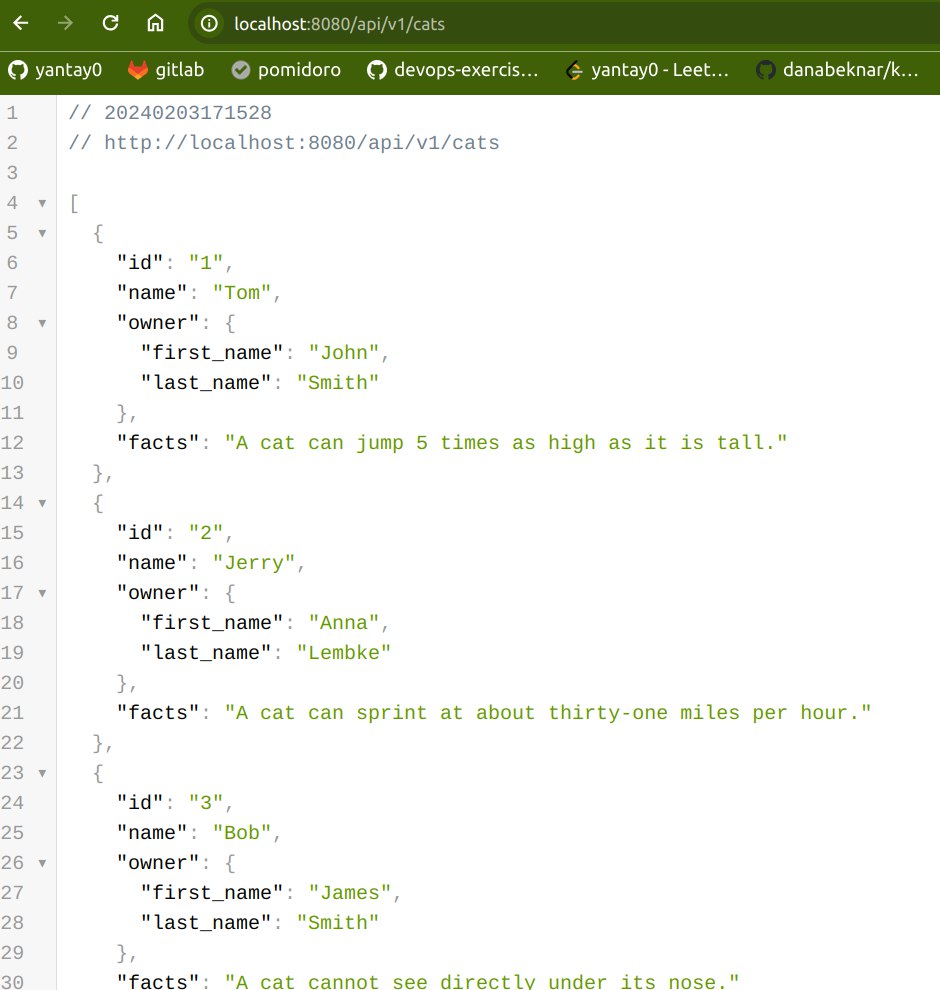 localhost:8080/api/v1/cats
yantay0 gitlab pomidoro devops-exercis... yantay0 - Leet... danabeknar/k...
1 // 20240203171528
2 // http://localhost:8080/api/v1/cats
3
4 [
5 {
6 "id": "1",
7 "name": "Tom",
8 "owner": {
9 "first_name": "John",
10 "last_name": "Smith"
11 },
12 "facts": "A cat can jump 5 times as high as it is tall."
13 },
14 {
15 "id": "2",
16 "name": "Jerry",
17 "owner": {
18 "first_name": "Anna",
19 "last_name": "Lembke"
20 },
21 "facts": "A cat can sprint at about thirty-one miles per hour."
22 },
23 {
24 "id": "3",
25 "name": "Bob",
26 "owner": {
27 "first_name": "James",
28 "last_name": "Smith"
29 },
30 "facts": "A cat cannot see directly under its nose."